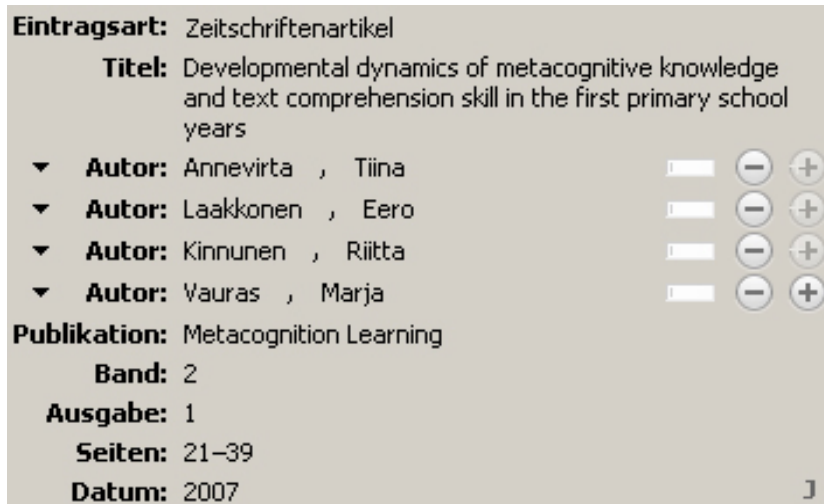 Eintragsart: Zeitschriftenartikel
Titel: Developmental dynamics of metacognitive knowledge
and text comprehension skill in the first primary school
years
Autor: Annevirta , Tiina
Autor: Laakkonen , Eero
Autor: Kinnunen , Riitta
Autor: Vauras , Marja
Publikation: Metacognition Learning
Band: 2
Ausgabe: 1
Seiten: 21–39
Datum: 2007 J